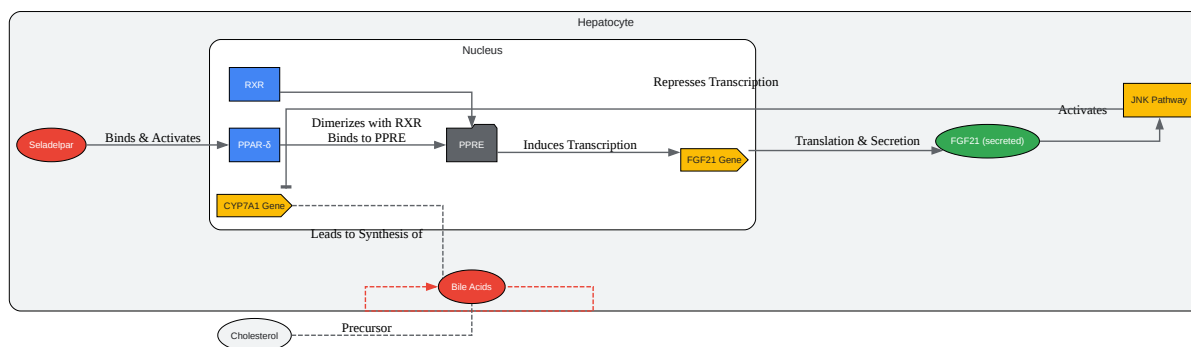 Hepatocyte
Nucleus
RXR
Represses Transcription
JNK Pathway
Activates
Seladelpar
Binds & Activates
PPAR-δ
Dimerizes with RXR
Binds to PPRE
PPRE
Induces Transcription
FGF21 Gene
Translation & Secretion
FGF21 (secreted)
CYP7A1 Gene
Leads to Synthesis of
Bile Acids
Cholesterol
Precursor